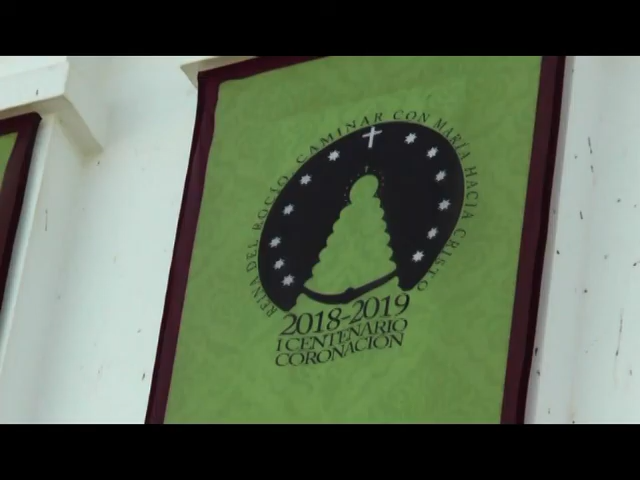 REINA DEL ROCIO, CAMINAR CON MARÍA HACIA CRISTO
2018-2019
I CENTENARIO
CORONACIÓN